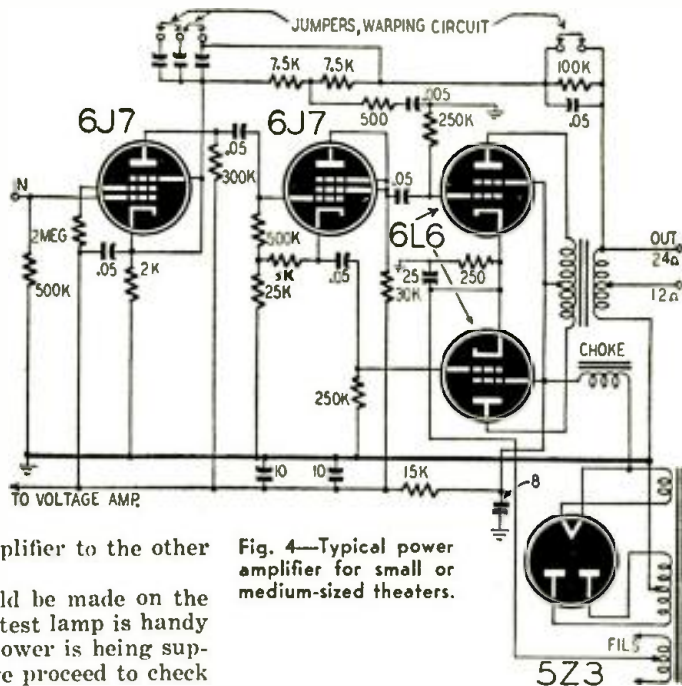 JUMPERS, WARPING CIRCUIT
7.5K 7.5K 100K
.005
500 250K .05
6J7 6J7
.05 .05
300K
IN
6L6
2MEG 500K OUT
24Ω
.05 2K 25 250
500K 25K .05 30K 12Ω
CHOKE
250K
10 10 15K
TO VOLTAGE AMP. 8
plifier to the other
ld be made on the
test lamp is handy
ower is being sup-
e proceed to check
Fig. 4—Typical power
amplifier for small or
medium-sized theaters.
FILS
5Z3